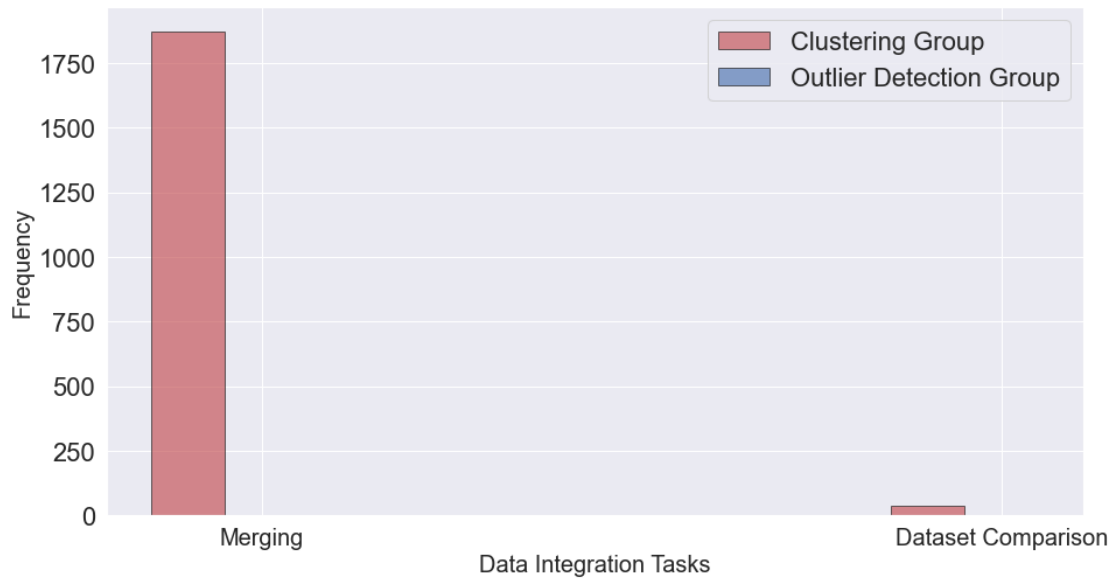 Clustering Group
Outlier Detection Group
1750
1500
1250
1000
750
500
250
0
Frequency
Merging
Dataset Comparison
Data Integration Tasks